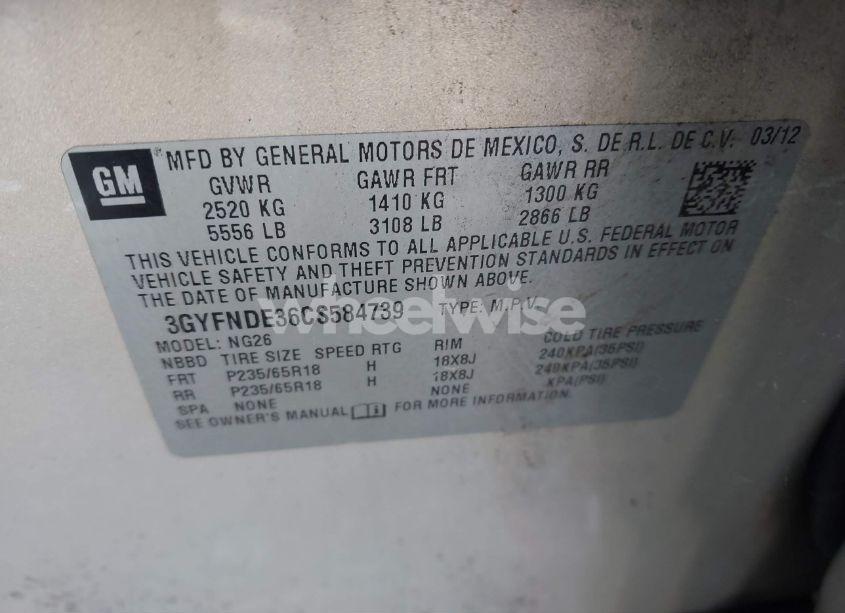 GM
MFD BY GENERAL MOTORS DE MEXICO, S. DE R.L. DE C.V. 03/12
GVWR GAWR FRT GAWR RR
2520 KG 1410 KG 1300 KG
5556 LB 3108 LB 2866 LB
THIS VEHICLE CONFORMS TO ALL APPLICABLE U.S. FEDERAL MOTOR
VEHICLE SAFETY AND THEFT PREVENTION STANDARDS IN EFFECT ON
THE DATE OF MANUFACTURE SHOWN ABOVE.
3GYFNDE36CS584739 TYPE: M.P.V.
wheelwise
MODEL: NG26
NBBD TIRE SIZE SPEED RTG RIM COLD TIRE PRESSURE
FRT P235/65R18 H 18X8J 240KPA(35PSI)
RR P235/65R18 H 18X8J 240KPA(35PSI)
SPA NONE NONE KPA(PSI)
SEE OWNER'S MANUAL FOR MORE INFORMATION.